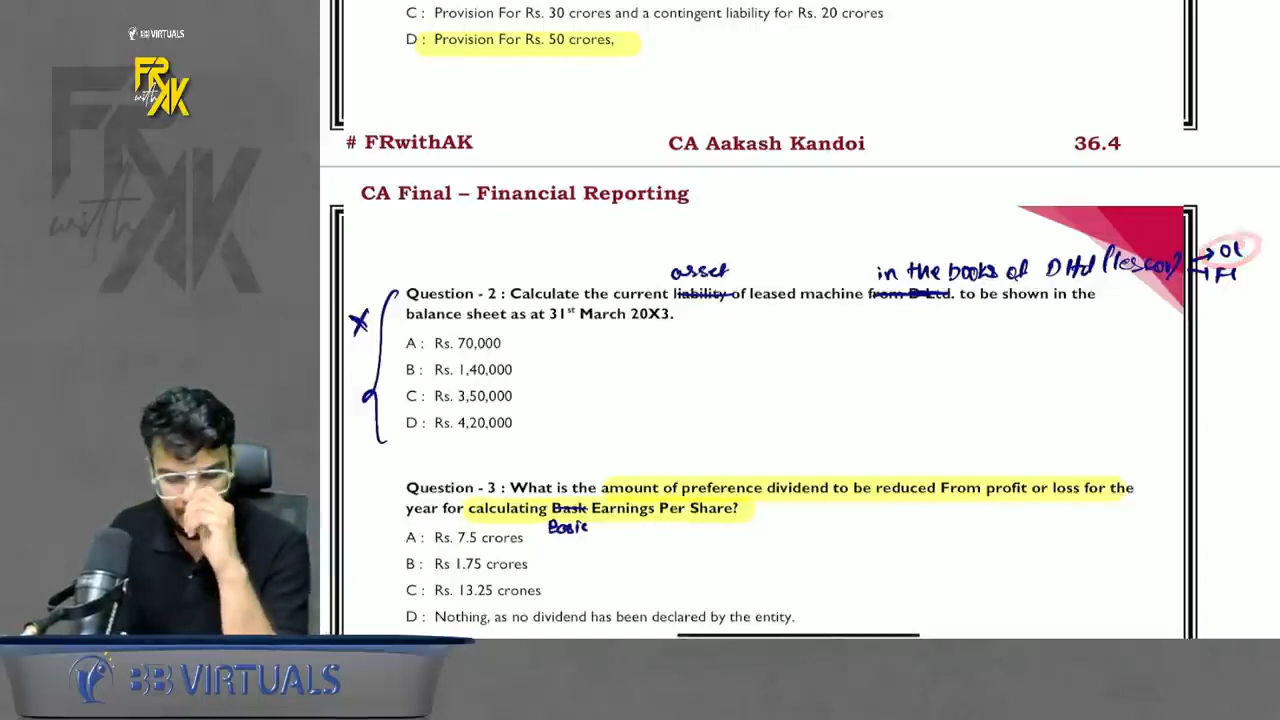 C : Provision For Rs. 30 crores and a contingent liability for Rs. 20 crores
BB VIRTUALS
D : Provision For Rs. 50 crores,
FR
with
AK
FR
with
AK
# FRwithAK CA Aakash Kandoi 36.4
CA Final – Financial Reporting
asset in the books of D Ltd (lessor) → OL
→ FL
Question - 2 : Calculate the current liability of leased machine from D Ltd. to be shown in the
balance sheet as at 31st March 20X3.
A : Rs. 70,000
B : Rs. 1,40,000
C : Rs. 3,50,000
D : Rs. 4,20,000
Question - 3 : What is the amount of preference dividend to be reduced From profit or loss for the
year for calculating Bask Earnings Per Share?
Basic
A : Rs. 7.5 crores
B : Rs 1.75 crores
C : Rs. 13.25 crones
D : Nothing, as no dividend has been declared by the entity.
BB VIRTUALS